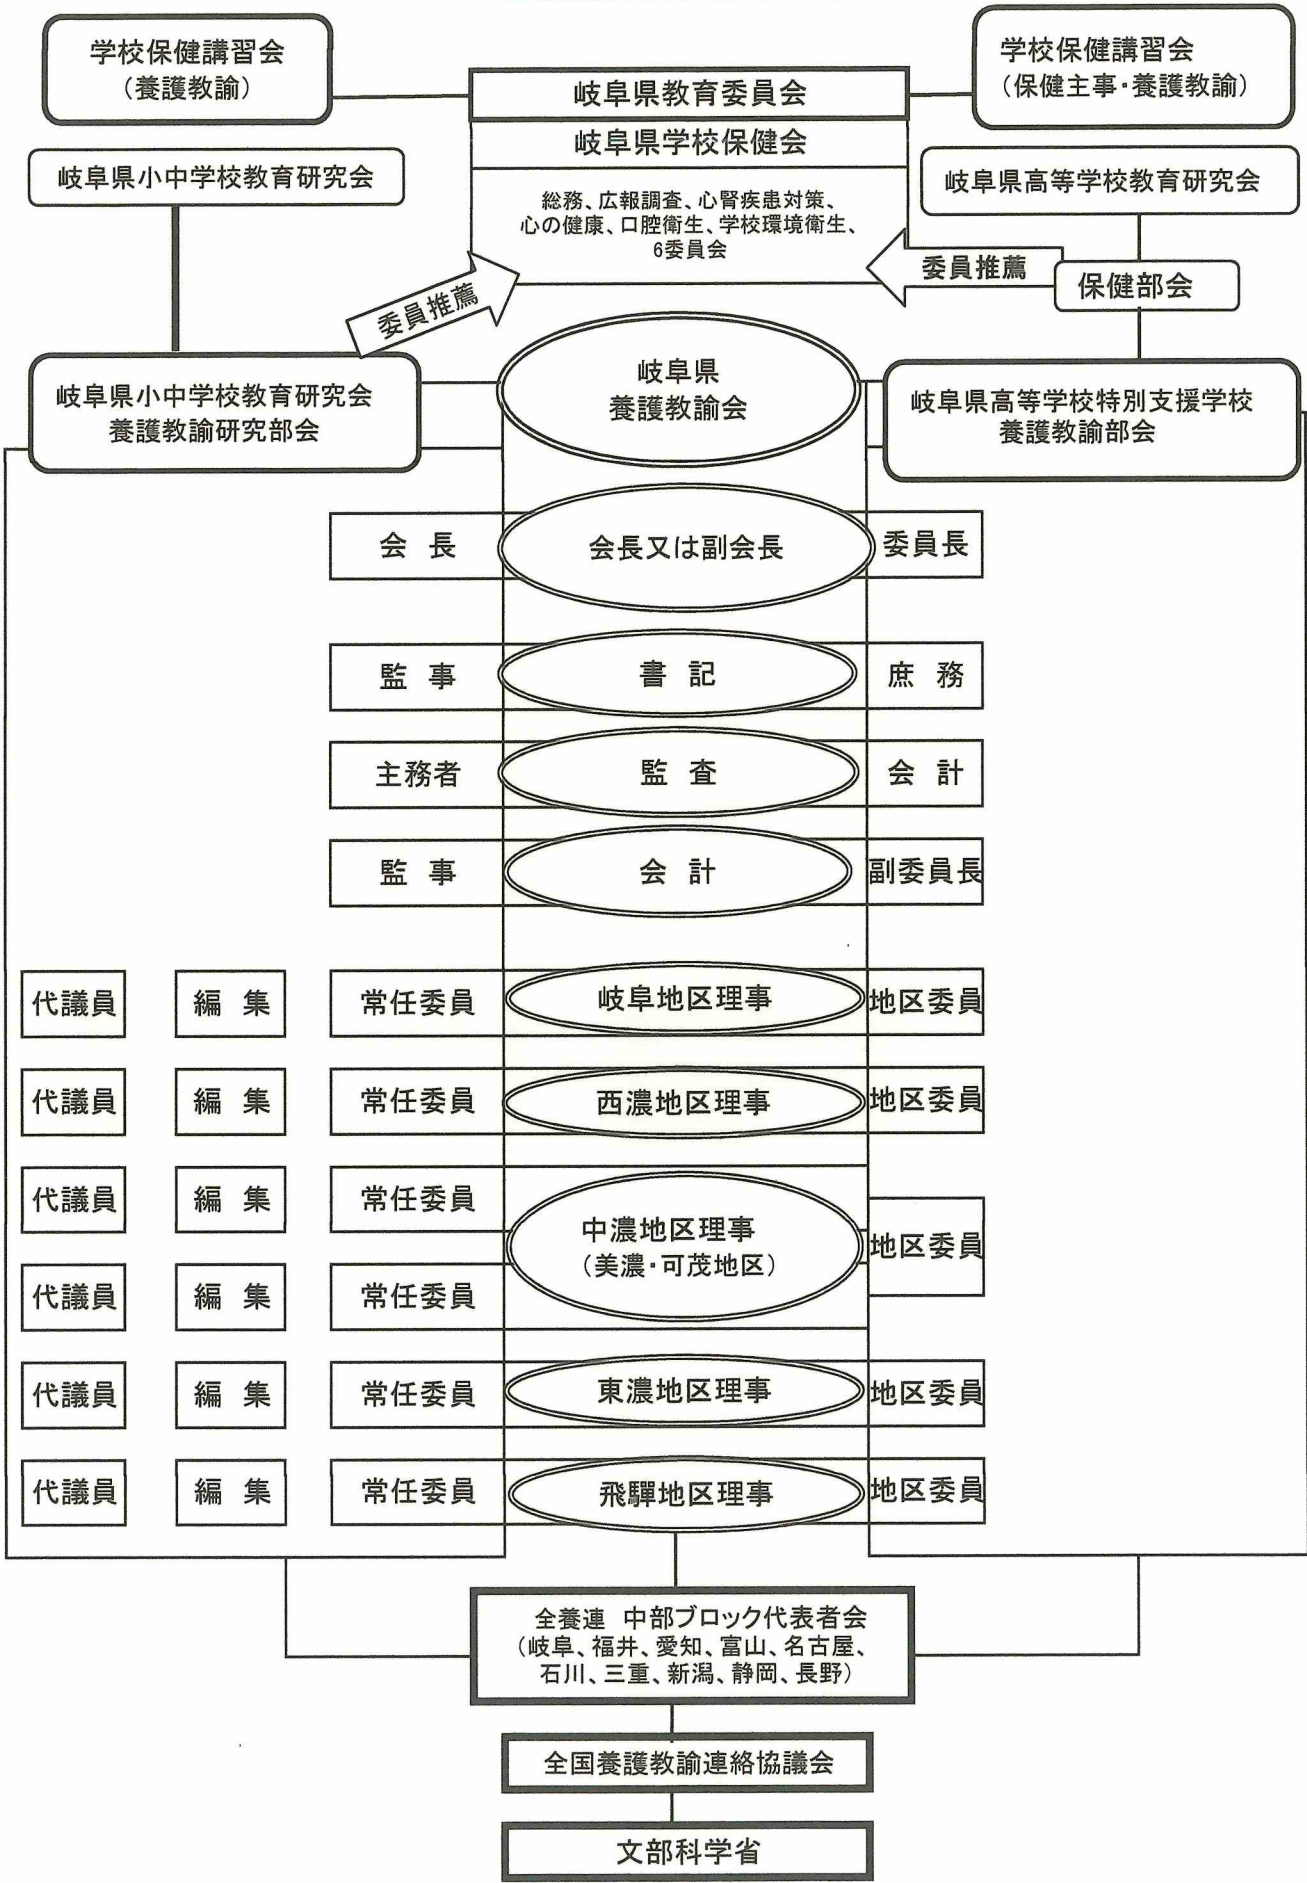 学校保健講習会
（養護教諭）
岐阜県教育委員会
学校保健講習会
（保健主事・養護教諭）
岐阜県学校保健会
岐阜県小中学校教育研究会
岐阜県高等学校教育研究会
総務、広報調査、心腎疾患対策、
心の健康、口腔衛生、学校環境衛生、
6委員会
委員推薦
委員推薦
保健部会
岐阜県小中学校教育研究会
養護教諭研究部会
岐阜県
養護教諭会
岐阜県高等学校特別支援学校
養護教諭部会
会 長
会長又は副会長
委員長
監 事
書 記
庶 務
主務者
監 査
会 計
監 事
会 計
副委員長
代議員
編 集
常任委員
岐阜地区理事
地区委員
代議員
編 集
常任委員
西濃地区理事
地区委員
代議員
編 集
常任委員
中濃地区理事
（美濃・可茂地区）
地区委員
代議員
編 集
常任委員
代議員
編 集
常任委員
東濃地区理事
地区委員
代議員
編 集
常任委員
飛驒地区理事
地区委員
全養連 中部ブロック代表者会
（岐阜、福井、愛知、富山、名古屋、
石川、三重、新潟、静岡、長野）
全国養護教諭連絡協議会
文部科学省